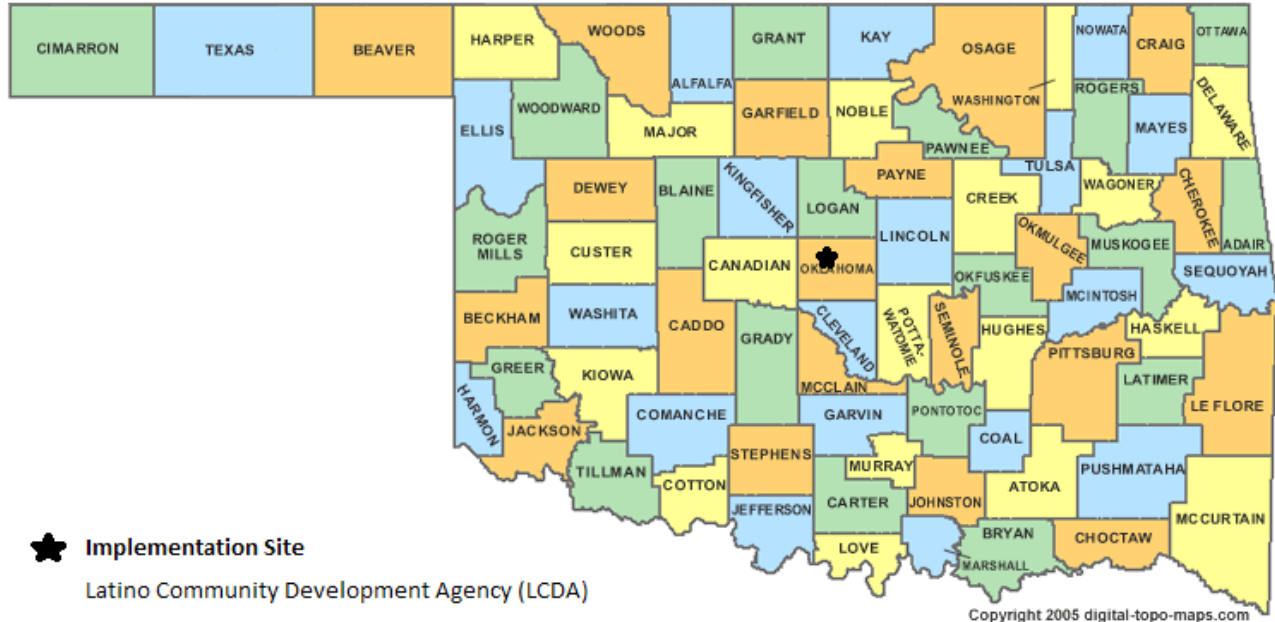 CIMARRON
TEXAS
BEAVER
HARPER
WOODS
ALFALFA
GRANT
KAY
OSAGE
WASHINGTON
NOWATA
CRAIG
OTTAWA
ELLIS
WOODWARD
MAJOR
GARFIELD
NOBLE
PAWNEE
ROGERS
MAYES
DELAWARE
DEWEY
BLAINE
KINGFISHER
LOGAN
PAYNE
CREEK
TULSA
WAGONER
CHEROKEE
ADAIR
ROGER
MILLS
CUSTER
CANADIAN
OKLAHOMA
LINCOLN
OKFUSKEE
OKMULGEE
MUSKOGEE
SEQUOYAH
BECKHAM
WASHITA
CADDO
GRADY
CLEVELAND
POTTA-
WATOMIE
SEMINOLE
HUGHES
MCINTOSH
HASKELL
PITTSBURG
GREER
KIOWA
MCCLAIN
LATIMER
LE FLORE
HARMON
JACKSON
COMANCHE
GARVIN
PONTOTOC
COAL
TILLMAN
COTTON
STEPHENS
MURRAY
ATOKA
PUSHMATAHA
JEFFERSON
CARTER
JOHNSTON
MCCURTAIN
LOVE
MARSHALL
BRYAN
CHOCTAW
Implementation Site
Latino Community Development Agency (LCDA)
Copyright 2005 digital-topo-maps.com